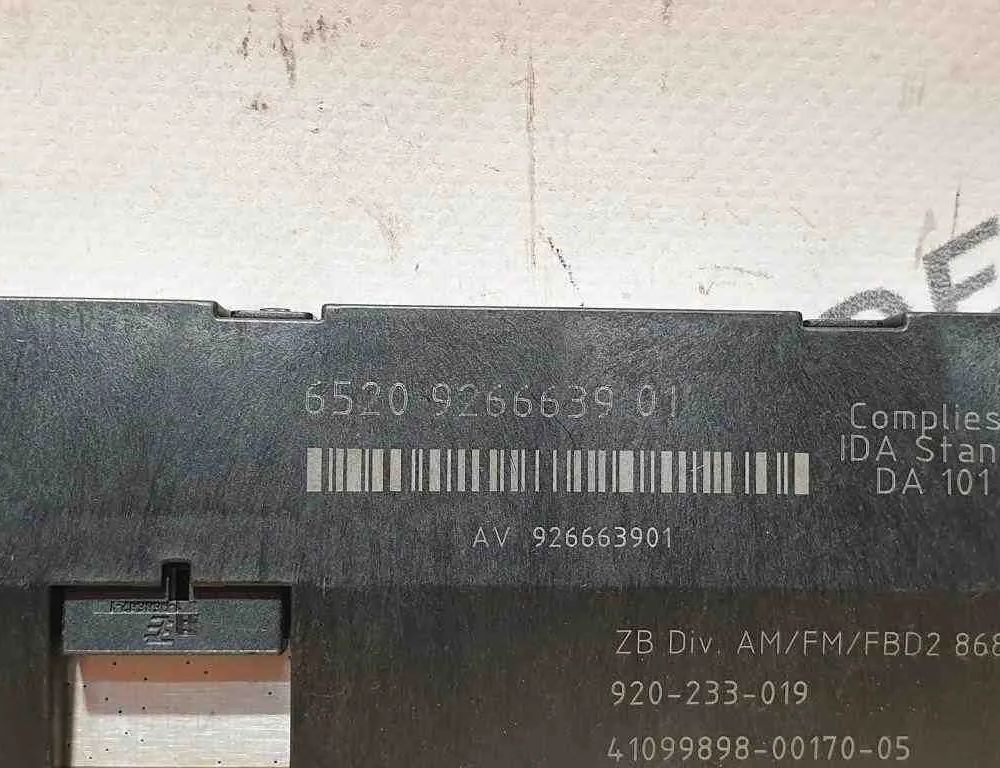 6520 9266639 01
Complies
IDA Stan
DA 101
AV 926663901
ZB Div. AM/FM/FBD2 868
920-233-019
41099898-00170-05